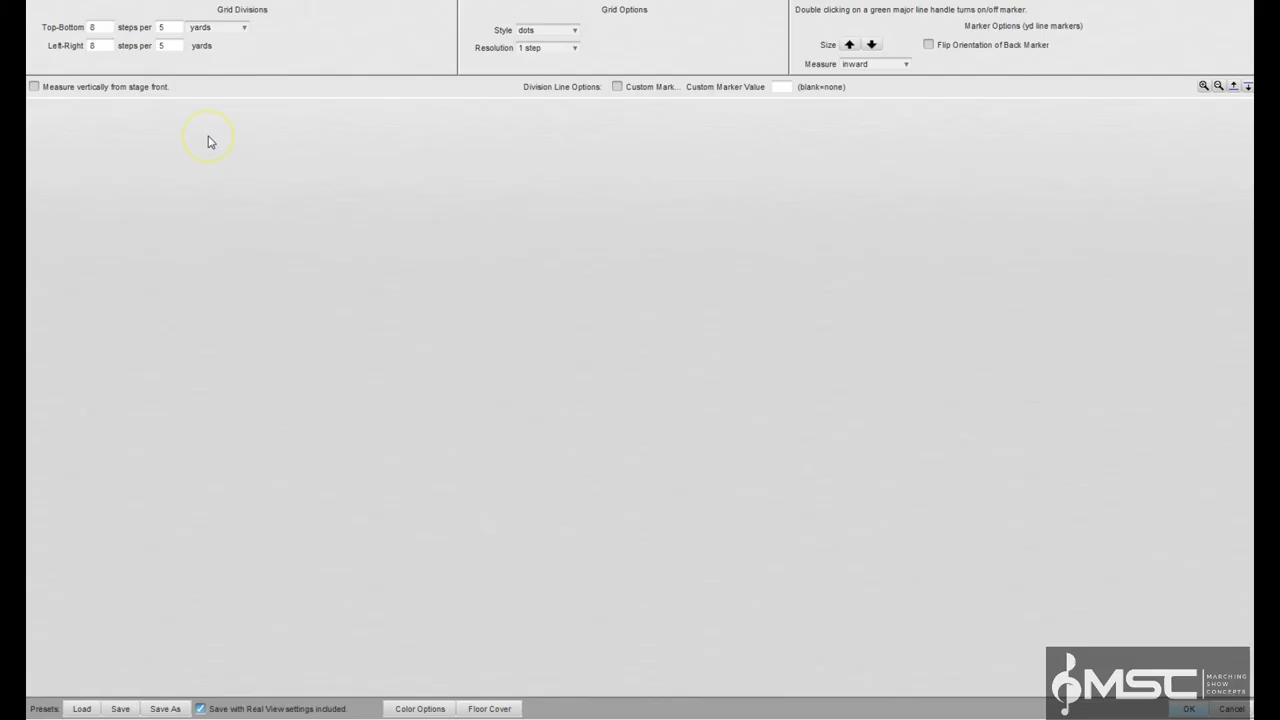 Grid Divisions
Top-Bottom 8 steps per 5 yards
Left-Right 8 steps per 5 yards
Grid Options
Style dots
Resolution 1 step
Double clicking on a green major line handle turns on/off marker.
Marker Options (yd line markers)
Size Flip Orientation of Back Marker
Measure inward
Measure vertically from stage front. Division Line Options: Custom Mark... Custom Marker Value (blank=none)
Presets: Load Save Save As Save with Real View settings included. Color Options Floor Cover OK Cancel
MSC MARCHING
SHOW
CONCEPTS